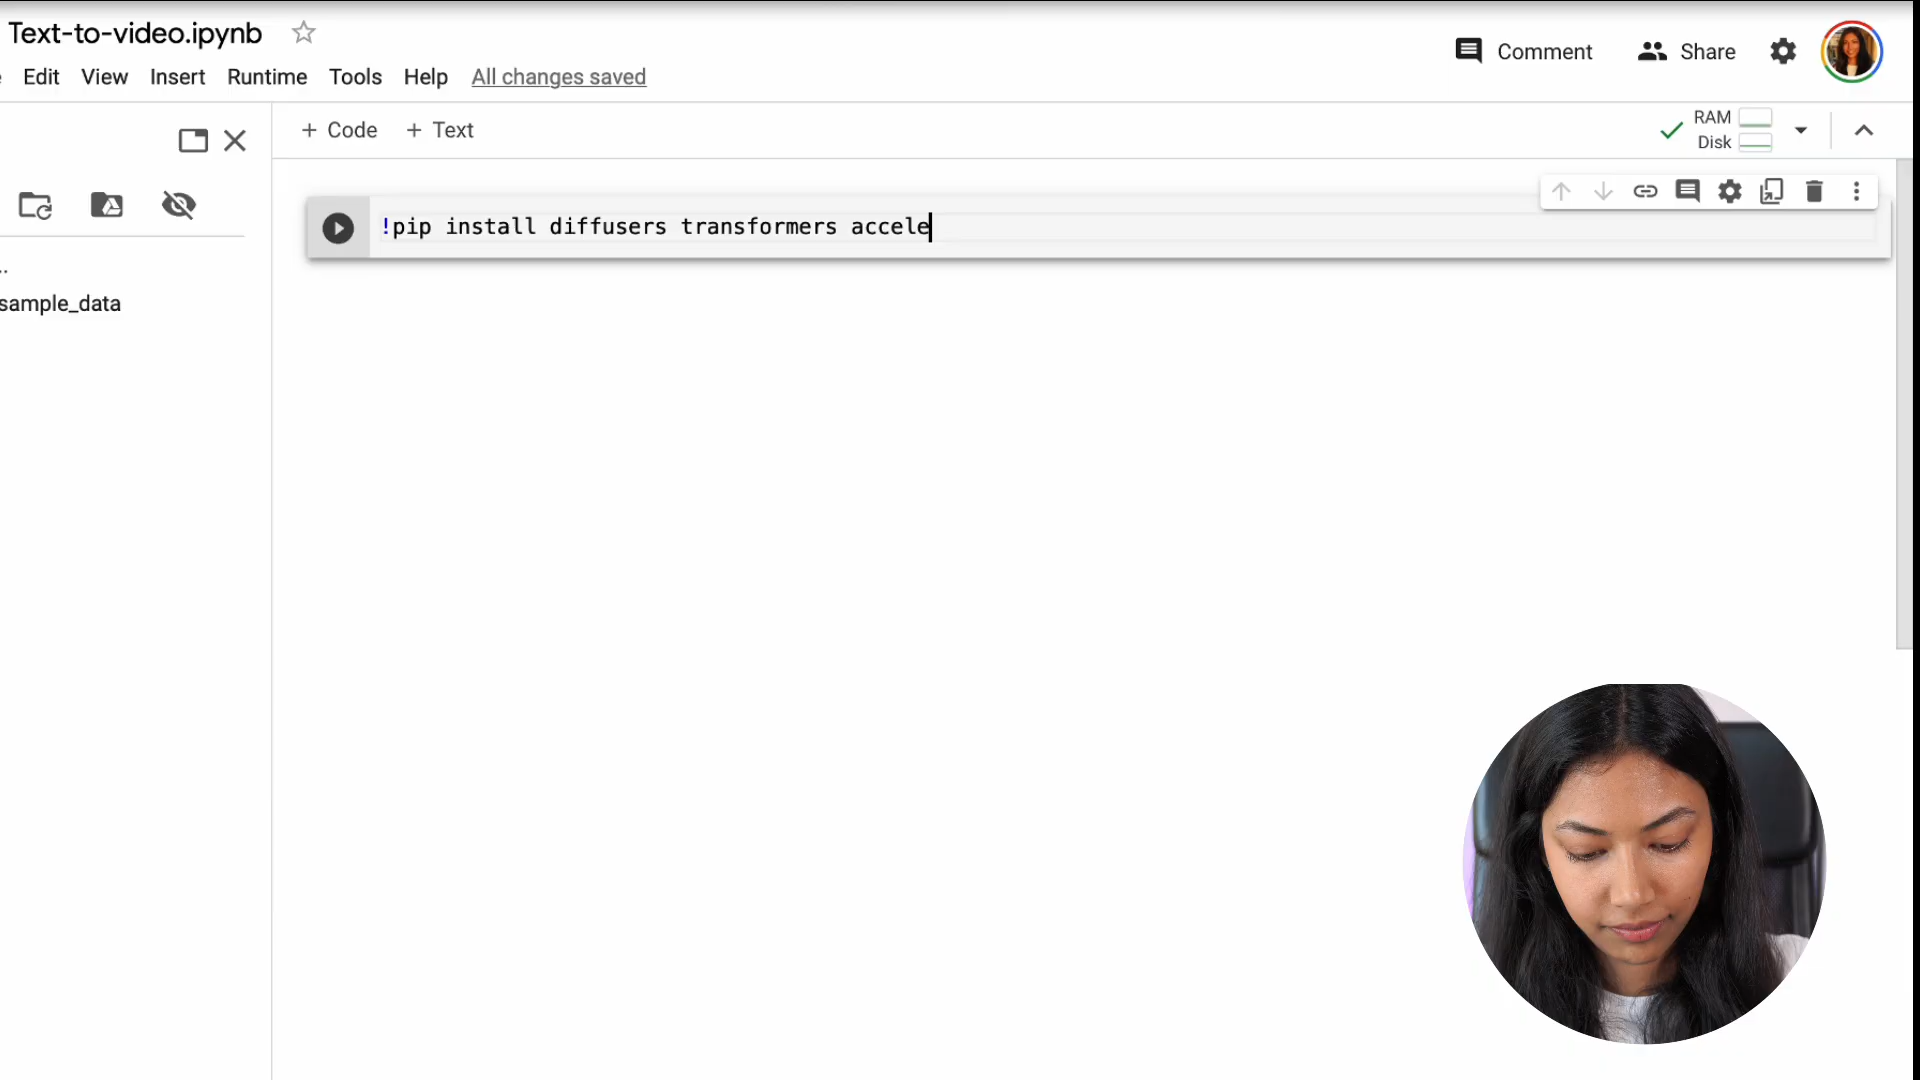 Text-to-video.ipynb
Edit View Insert Runtime Tools Help All changes saved
Comment Share
+ Code + Text
RAM
Disk
!pip install diffusers transformers accele
..
sample_data